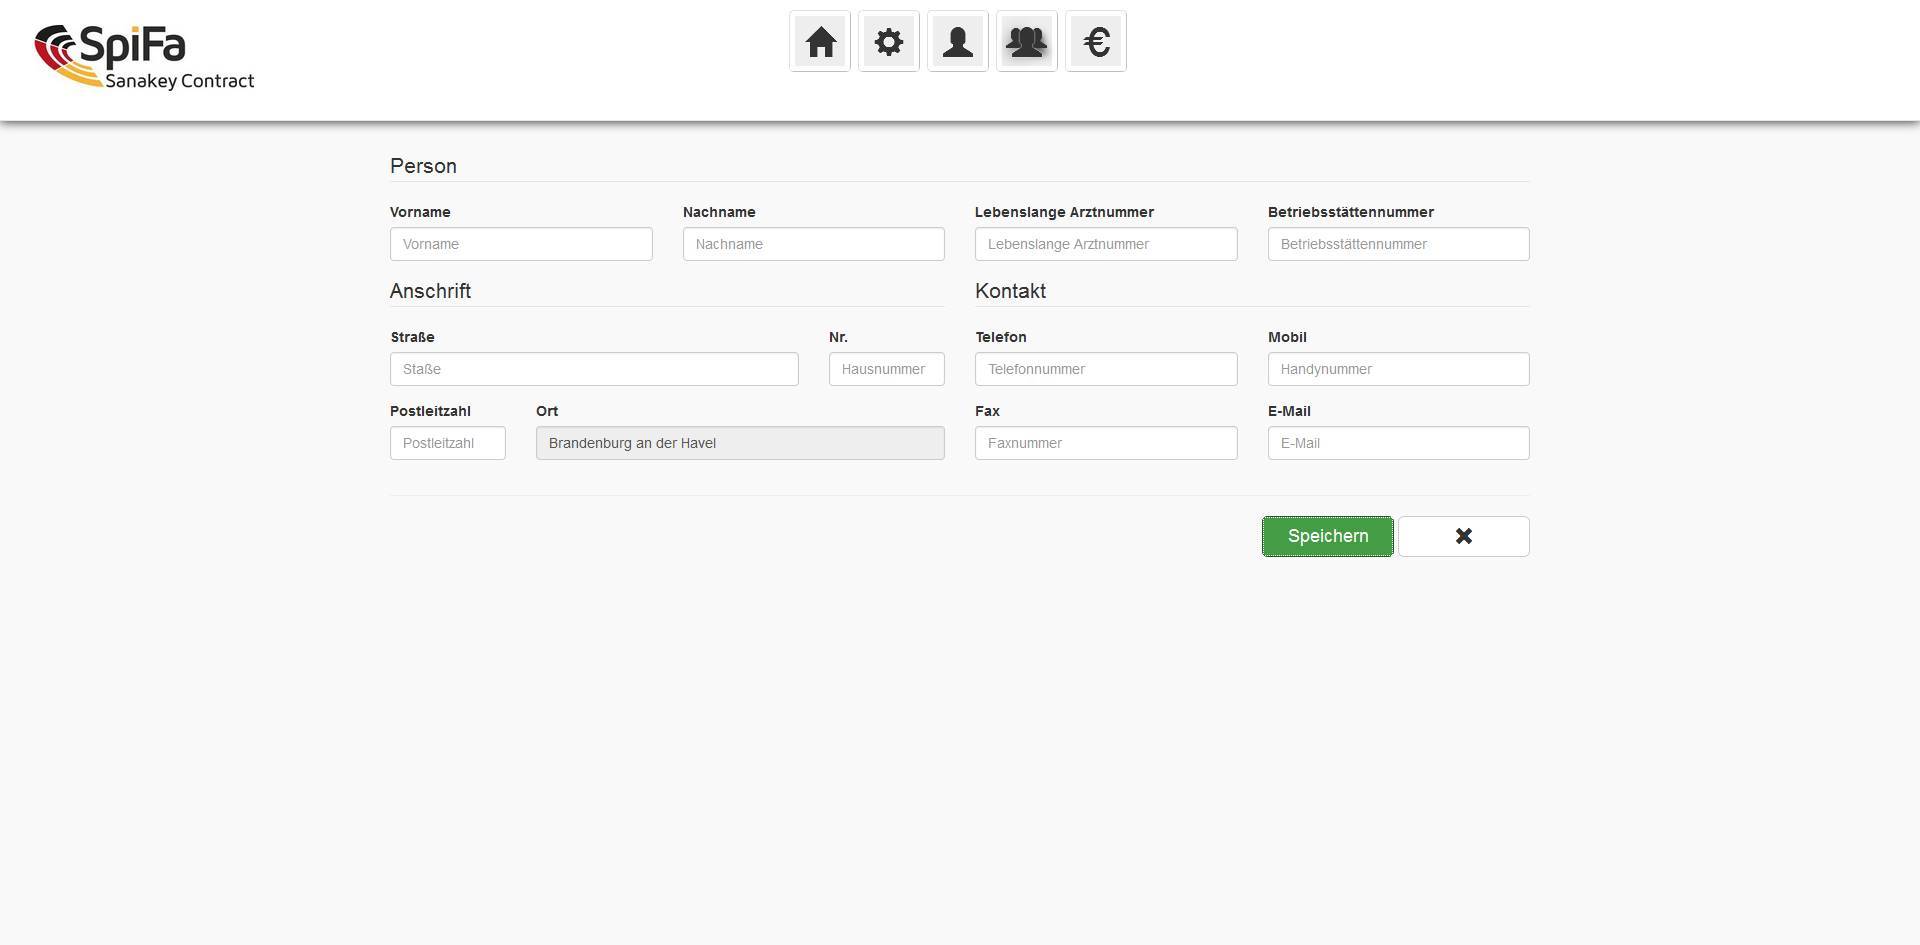 SpiFa
Sanakey Contract
Person
Vorname Nachname Lebenslange Arztnummer Betriebsstättennummer
Vorname Nachname Lebenslange Arztnummer Betriebsstättennummer
Anschrift Kontakt
Straße Nr. Telefon Mobil
Staße Hausnummer Telefonnummer Handynummer
Postleitzahl Ort Fax E-Mail
Postleitzahl Brandenburg an der Havel Faxnummer E-Mail
Speichern